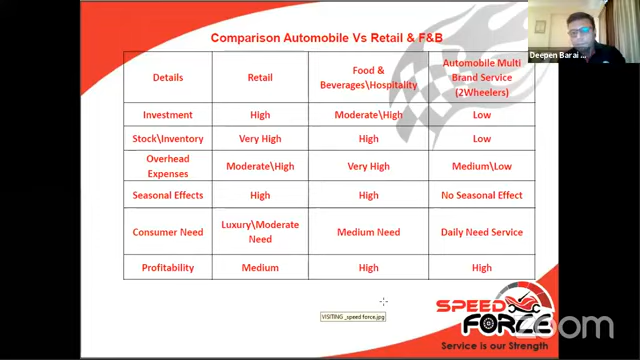 Comparison Automobile Vs Retail & F&B
Deepen Barai ...
Details
Retail
Food &
Beverages\Hospitality
Automobile Multi
Brand Service
(2Wheelers)
Investment
High
Moderate\High
Low
Stock\Inventory
Very High
High
Low
Overhead
Expenses
Moderate\High
Very High
Medium\Low
Seasonal Effects
High
High
No Seasonal Effect
Consumer Need
Luxury\Moderate
Need
Medium Need
Daily Need Service
Profitability
Medium
High
High
VISITING _speed force.jpg
SPEED
FORCE
zoom
Service is our Strength